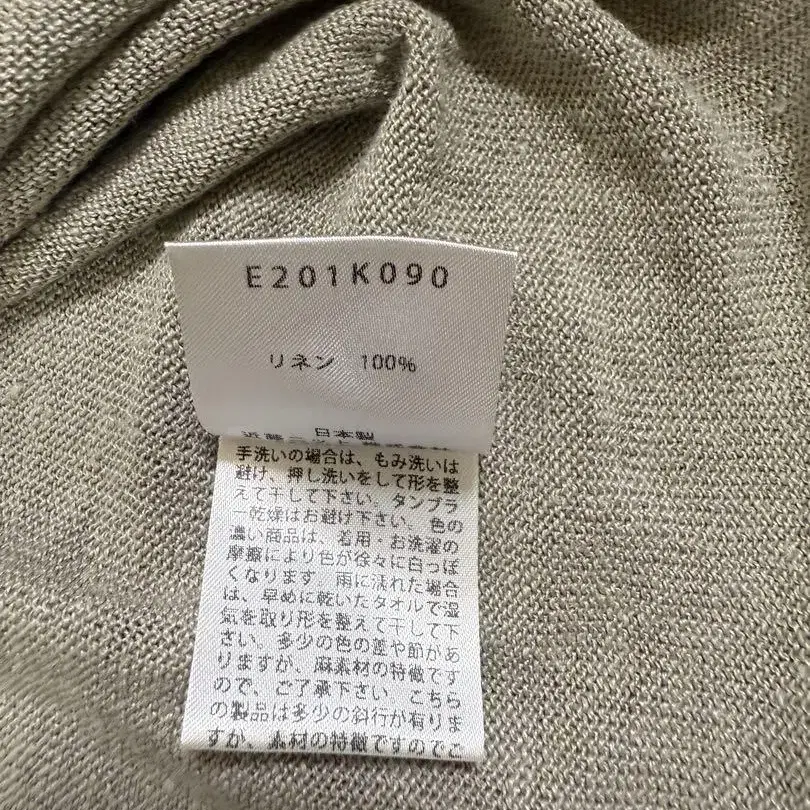 E201K090
リネン 100%
日本製
手洗いの場合は、もみ洗いは
避け、押し洗いをして形を整
えて干して下さい。タンブラ
ー乾燥はお避け下さい。色の
濃い商品は、着用・お洗濯の
摩擦により色が徐々に白っぽ
くなります 雨に濡れた場合
は、早めに乾いたタオルで湿
気を取り形を整えて干して下
さい。多少の色の差や節があ
りますが、麻素材の特徴です
ので、ご了承下さい こちら
の製品は多少の斜行が有りま
すが、素材の特徴ですのでご